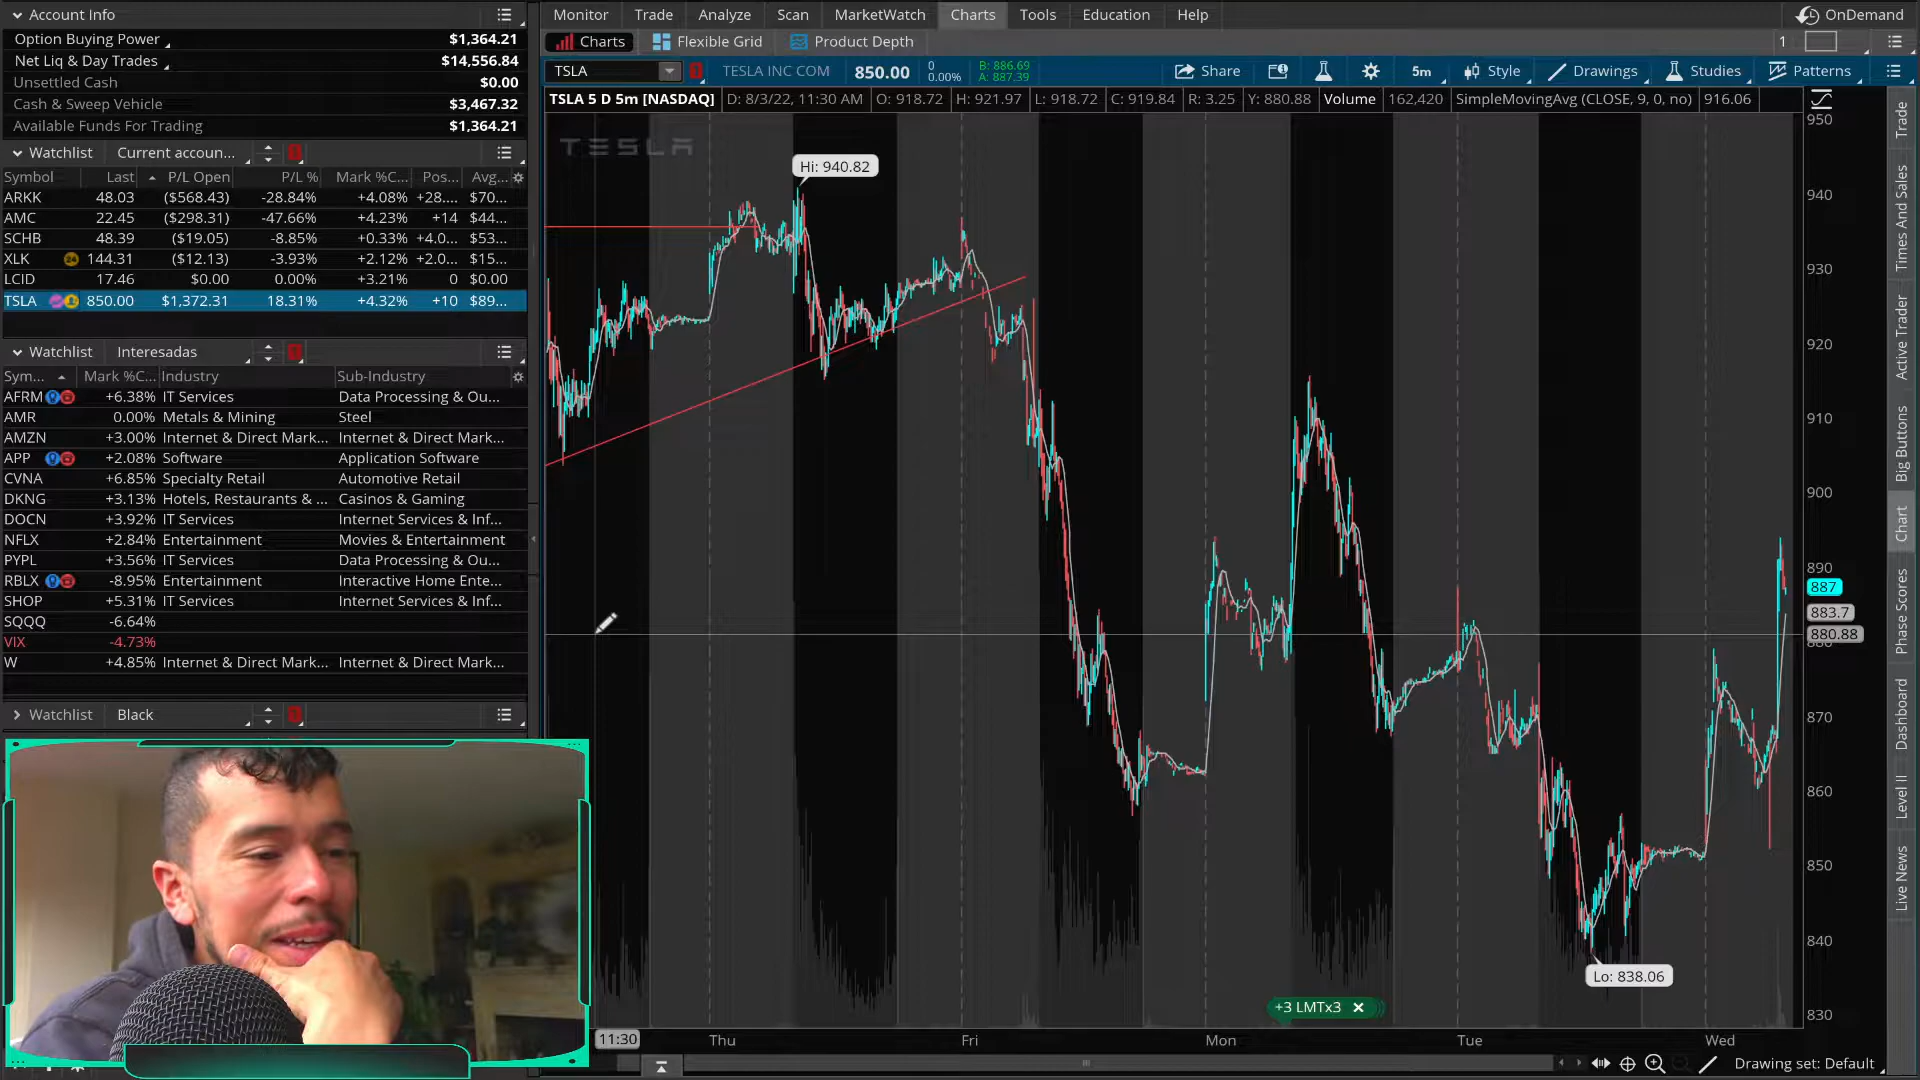 Account Info
Option Buying Power $1,364.21
Net Liq & Day Trades $14,556.84
Unsettled Cash $0.00
Cash & Sweep Vehicle $3,467.32
Available Funds For Trading $1,364.21
Watchlist Current accoun...
Symbol Last P/L Open P/L % Mark %C... Pos... Avg...
ARKK 48.03 ($568.43) -28.84% +4.08% +28.... $70...
AMC 22.45 ($298.31) -47.66% +4.23% +14 $44...
SCHB 48.39 ($19.05) -8.85% +0.33% +4.0... $53...
XLK 24 144.31 ($12.13) -3.93% +2.12% +2.0... $15...
LCID 17.46 $0.00 0.00% +3.21% 0 $0.00
TSLA 850.00 $1,372.31 18.31% +4.32% +10 $89...
Watchlist Interesadas
Sym... Mark %C... Industry Sub-Industry
AFRM +6.38% IT Services Data Processing & Ou...
AMR 0.00% Metals & Mining Steel
AMZN +3.00% Internet & Direct Mark... Internet & Direct Mark...
APP +2.08% Software Application Software
CVNA +6.85% Specialty Retail Automotive Retail
DKNG +3.13% Hotels, Restaurants & ... Casinos & Gaming
DOCN +3.92% IT Services Internet Services & Inf...
NFLX +2.84% Entertainment Movies & Entertainment
PYPL +3.56% IT Services Data Processing & Ou...
RBLX -8.95% Entertainment Interactive Home Ente...
SHOP +5.31% IT Services Internet Services & Inf...
SQQQ -6.64%
VIX -4.73%
W +4.85% Internet & Direct Mark... Internet & Direct Mark...
Watchlist Black
Monitor Trade Analyze Scan MarketWatch Charts Tools Education Help OnDemand
Charts Flexible Grid Product Depth 1
TSLA TESLA INC COM 850.00 0 0.00% B: 886.69 A: 887.39 Share 5m Style Drawings Studies Patterns
TSLA 5 D 5m [NASDAQ] D: 8/3/22, 11:30 AM O: 918.72 H: 921.97 L: 918.72 C: 919.84 R: 3.25 Y: 880.88 Volume 162,420 SimpleMovingAvg (CLOSE, 9, 0, no) 916.06
TESLA
Hi: 940.82
950
940
930
920
910
900
890
887
883.7
880.88
880
870
860
850
840
830
Lo: 838.06
+3 LMTx3
11:30 Thu Fri Mon Tue Wed
Drawing set: Default
Trade
Times And Sales
Active Trader
Big Buttons
Chart
Phase Scores
Dashboard
Level II
Live News